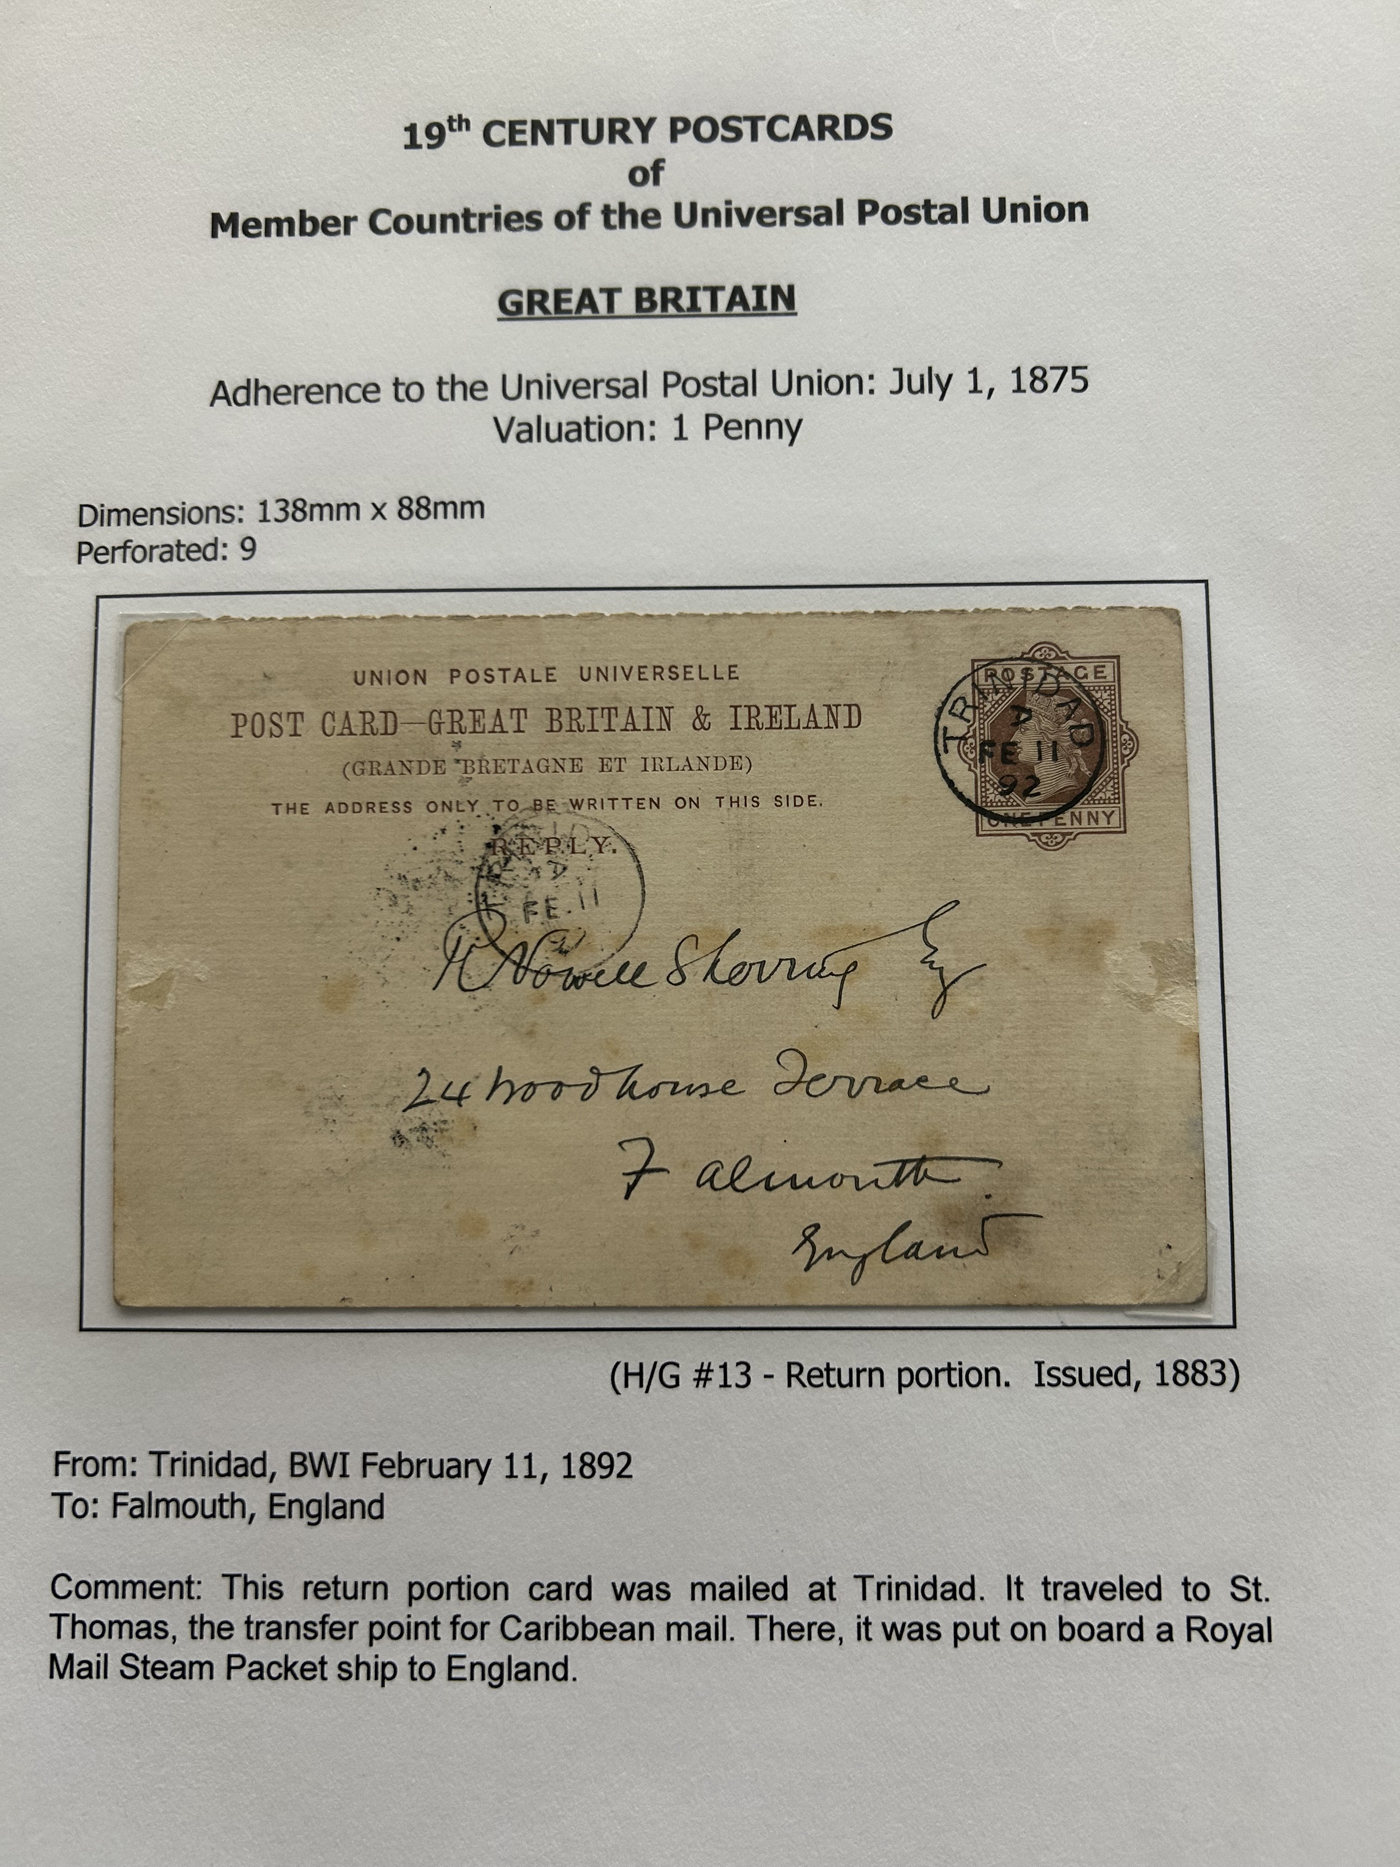 19th CENTURY POSTCARDS
of
Member Countries of the Universal Postal Union
GREAT BRITAIN
Adherence to the Universal Postal Union: July 1, 1875
Valuation: 1 Penny
Dimensions: 138mm x 88mm
Perforated: 9
UNION POSTALE UNIVERSELLE
POST CARD—GREAT BRITAIN & IRELAND
(GRANDE BRETAGNE ET IRLANDE)
THE ADDRESS ONLY TO BE WRITTEN ON THIS SIDE.
REPLY.
POSTAGE
ONE PENNY
TRINIDAD
A
FE 11
92
FE 11
Nowell Esq
24 Woodhouse Terrace
Falmouth.
England
(H/G #13 - Return portion. Issued, 1883)
From: Trinidad, BWI February 11, 1892
To: Falmouth, England
Comment: This return portion card was mailed at Trinidad. It traveled to St.
Thomas, the transfer point for Caribbean mail. There, it was put on board a Royal
Mail Steam Packet ship to England.